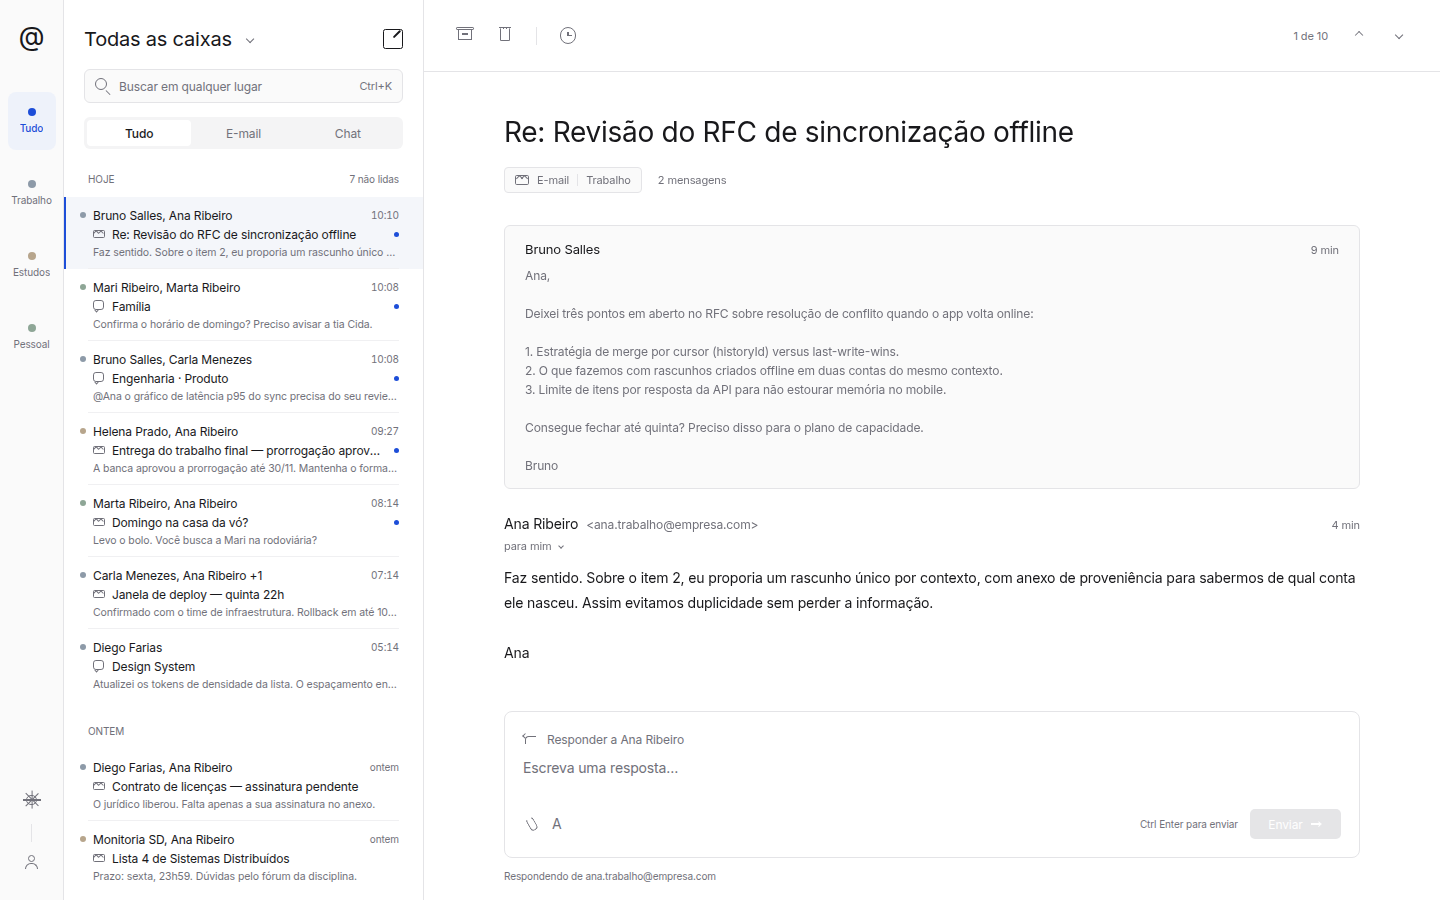 @
Tudo
Trabalho
Estudos
Pessoal
Todas as caixas
Buscar em qualquer lugar Ctrl+K
Tudo E-mail Chat
HOJE 7 não lidas
Bruno Salles, Ana Ribeiro 10:10
Re: Revisão do RFC de sincronização offline
Faz sentido. Sobre o item 2, eu proporia um rascunho único ...
Mari Ribeiro, Marta Ribeiro 10:08
Família
Confirma o horário de domingo? Preciso avisar a tia Cida.
Bruno Salles, Carla Menezes 10:08
Engenharia · Produto
@Ana o gráfico de latência p95 do sync precisa do seu revie...
Helena Prado, Ana Ribeiro 09:27
Entrega do trabalho final — prorrogação aprov...
A banca aprovou a prorrogação até 30/11. Mantenha o forma...
Marta Ribeiro, Ana Ribeiro 08:14
Domingo na casa da vó?
Levo o bolo. Você busca a Mari na rodoviária?
Carla Menezes, Ana Ribeiro +1 07:14
Janela de deploy — quinta 22h
Confirmado com o time de infraestrutura. Rollback em até 10...
Diego Farias 05:14
Design System
Atualizei os tokens de densidade da lista. O espaçamento en...
ONTEM
Diego Farias, Ana Ribeiro ontem
Contrato de licenças — assinatura pendente
O jurídico liberou. Falta apenas a sua assinatura no anexo.
Monitoria SD, Ana Ribeiro ontem
Lista 4 de Sistemas Distribuídos
Prazo: sexta, 23h59. Dúvidas pelo fórum da disciplina.
1 de 10
Re: Revisão do RFC de sincronização offline
E-mail Trabalho 2 mensagens
Bruno Salles 9 min
Ana,
Deixei três pontos em aberto no RFC sobre resolução de conflito quando o app volta online:
1. Estratégia de merge por cursor (historyId) versus last-write-wins.
2. O que fazemos com rascunhos criados offline em duas contas do mesmo contexto.
3. Limite de itens por resposta da API para não estourar memória no mobile.
Consegue fechar até quinta? Preciso disso para o plano de capacidade.
Bruno
Ana Ribeiro <ana.trabalho@empresa.com> 4 min
para mim
Faz sentido. Sobre o item 2, eu proporia um rascunho único por contexto, com anexo de proveniência para sabermos de qual conta
ele nasceu. Assim evitamos duplicidade sem perder a informação.
Ana
Responder a Ana Ribeiro
Escreva uma resposta...
A Ctrl Enter para enviar Enviar
Respondendo de ana.trabalho@empresa.com